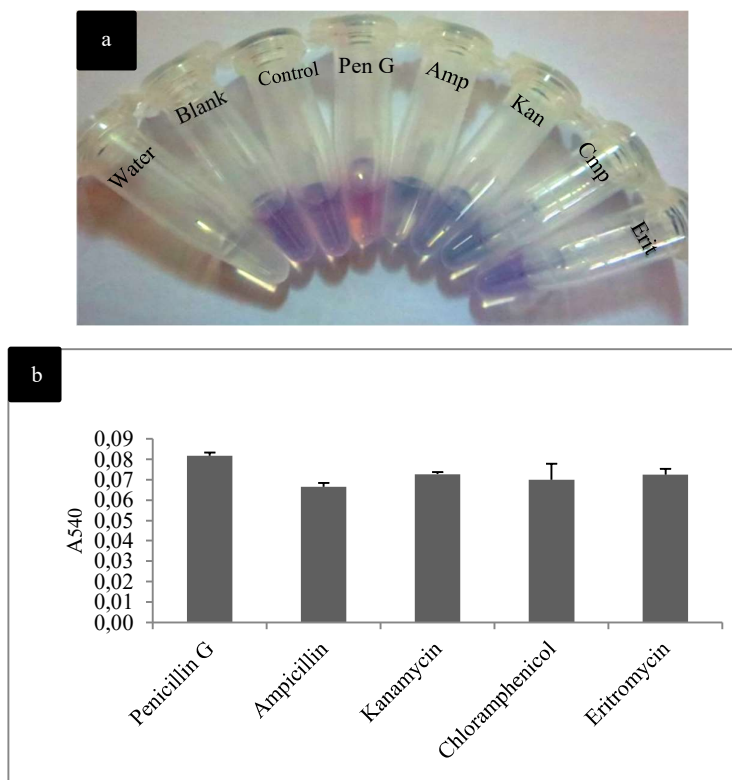 a
Water
Blank
Control
Pen G
Amp
Kan
Cmp
Erit
b
A540
0,09
0,08
0,07
0,06
0,05
0,04
0,03
0,02
0,01
0,00
Penicillin G
Ampicillin
Kanamycin
Chloramphenicol
Eritromycin